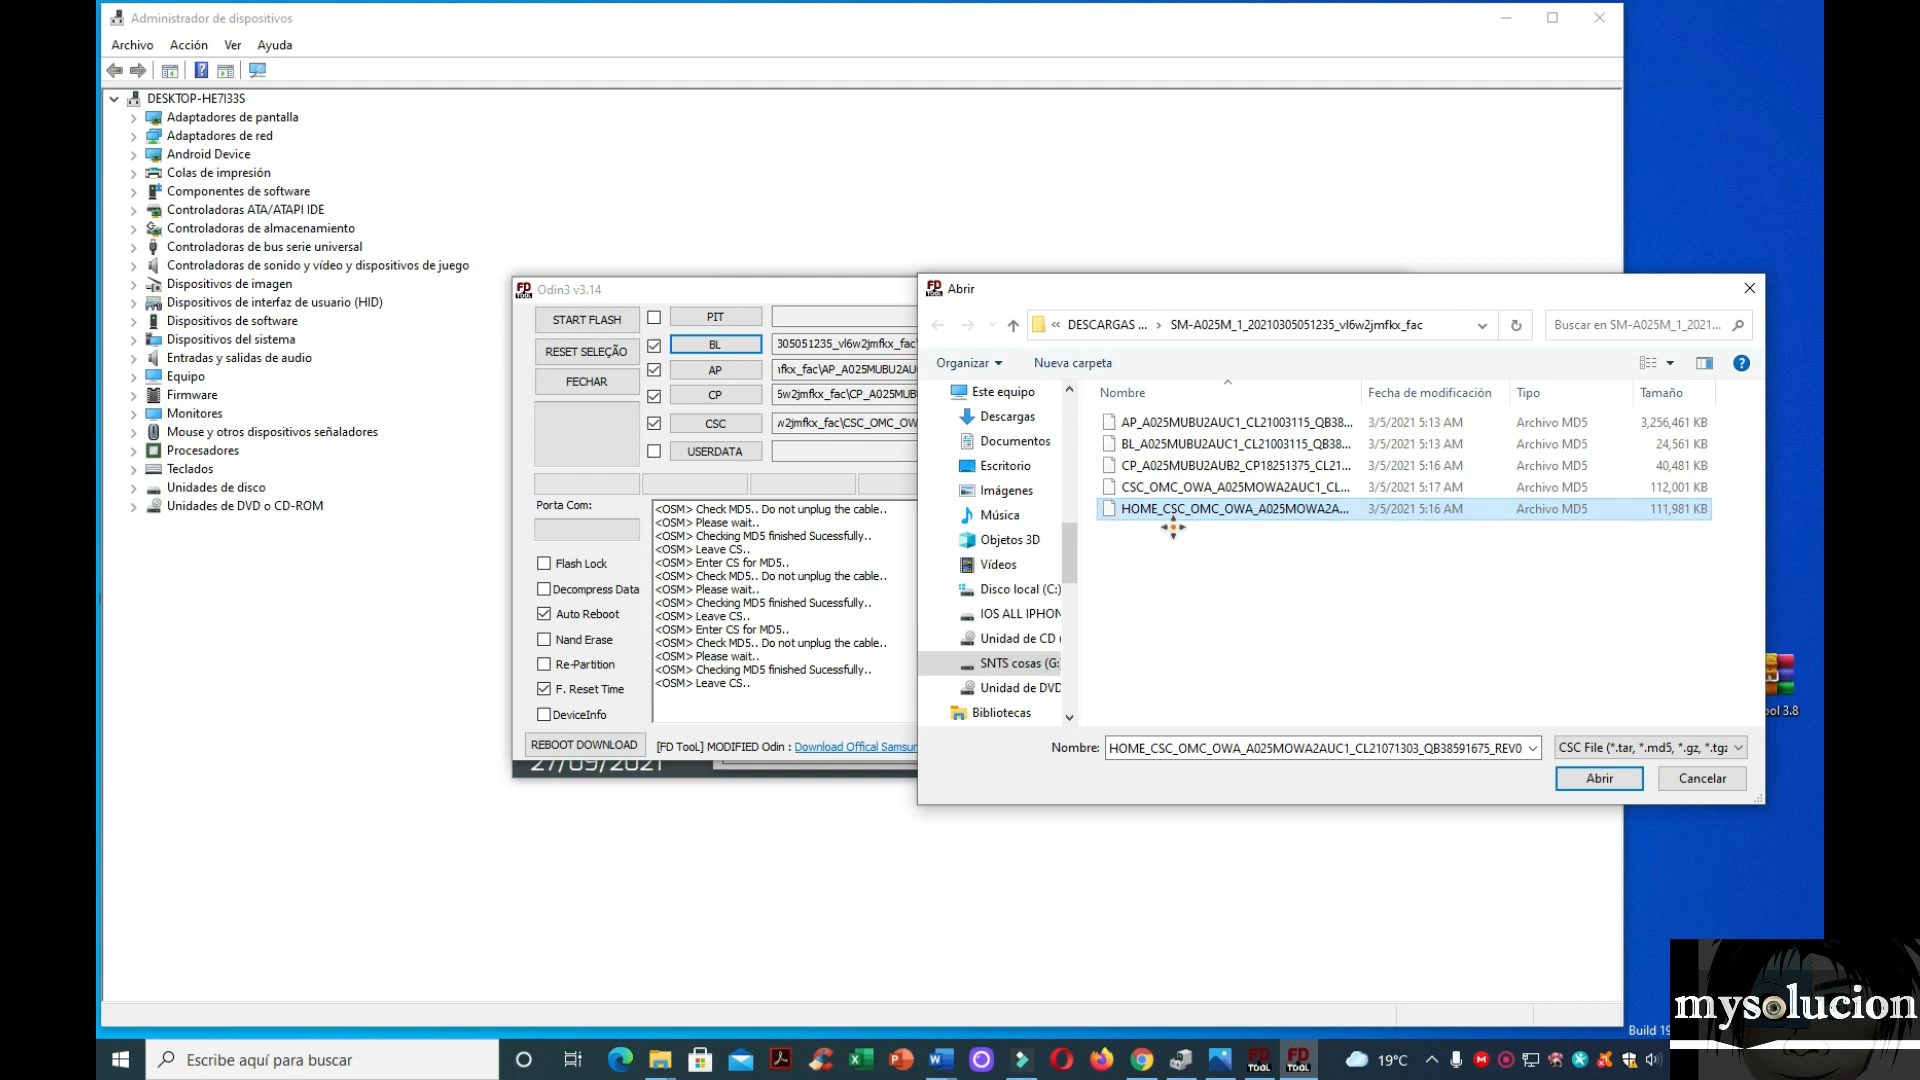 Administrador de dispositivos
Archivo Acción Ver Ayuda
DESKTOP-HE7I33S
Adaptadores de pantalla
Adaptadores de red
Android Device
Colas de impresión
Componentes de software
Controladoras ATA/ATAPI IDE
Controladoras de almacenamiento
Controladoras de bus serie universal
Controladoras de sonido y vídeo y dispositivos de juego
Dispositivos de imagen
Dispositivos de interfaz de usuario (HID)
Dispositivos de software
Dispositivos del sistema
Entradas y salidas de audio
Equipo
Firmware
Monitores
Mouse y otros dispositivos señaladores
Procesadores
Teclados
Unidades de disco
Unidades de DVD o CD-ROM
FD TOOL Odin3 v3.14
START FLASH
RESET SELEÇÃO
FECHAR
PIT
BL 305051235_vl6w2jmfkx_fac\
AP ıfkx_fac\AP_A025MUBU2AU
CP 5w2jmfkx_fac\CP_A025MUB
CSC w2jmfkx_fac\CSC_OMC_OW
USERDATA
Porta Com:
Flash Lock
Decompress Data
Auto Reboot
Nand Erase
Re-Partition
F. Reset Time
DeviceInfo
<OSM> Check MD5.. Do not unplug the cable..
<OSM> Please wait..
<OSM> Checking MD5 finished Sucessfully..
<OSM> Leave CS..
<OSM> Enter CS for MD5..
<OSM> Check MD5.. Do not unplug the cable..
<OSM> Please wait..
<OSM> Checking MD5 finished Sucessfully..
<OSM> Leave CS..
<OSM> Enter CS for MD5..
<OSM> Check MD5.. Do not unplug the cable..
<OSM> Please wait..
<OSM> Checking MD5 finished Sucessfully..
<OSM> Leave CS..
REBOOT DOWNLOAD
[FD TooL] MODIFIED Odin : Download Offical Samsun
27/09/2021
FD TOOL Abrir
« DESCARGAS ... › SM-A025M_1_20210305051235_vl6w2jmfkx_fac
Buscar en SM-A025M_1_2021...
Organizar Nueva carpeta
Este equipo
Descargas
Documentos
Escritorio
Imágenes
Música
Objetos 3D
Vídeos
Disco local (C:)
IOS ALL IPHON
Unidad de CD (
SNTS cosas (G:
Unidad de DVD
Bibliotecas
Nombre Fecha de modificación Tipo Tamaño
AP_A025MUBU2AUC1_CL21003115_QB38... 3/5/2021 5:13 AM Archivo MD5 3,256,461 KB
BL_A025MUBU2AUC1_CL21003115_QB38... 3/5/2021 5:13 AM Archivo MD5 24,561 KB
CP_A025MUBU2AUB2_CP18251375_CL21... 3/5/2021 5:16 AM Archivo MD5 40,481 KB
CSC_OMC_OWA_A025MOWA2AUC1_CL... 3/5/2021 5:17 AM Archivo MD5 112,001 KB
HOME_CSC_OMC_OWA_A025MOWA2A... 3/5/2021 5:16 AM Archivo MD5 111,981 KB
Nombre: HOME_CSC_OMC_OWA_A025MOWA2AUC1_CL21071303_QB38591675_REV0
CSC File (*.tar, *.md5, *.gz, *.tgz
Abrir Cancelar
ool 3.8
Build 19
mysolucion
Escribe aquí para buscar
FD TOOL
FD TOOL
19°C